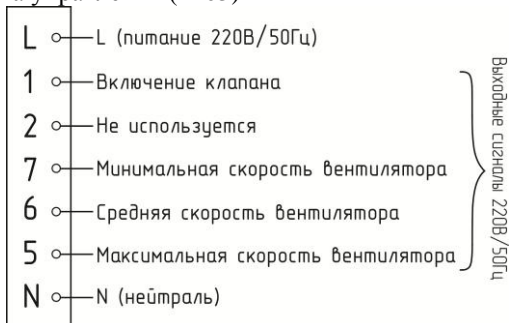 L L (питание 220В/50Гц)
1 Включение клапана
2 Не используется
7 Минимальная скорость вентилятора
6 Средняя скорость вентилятора
5 Максимальная скорость вентилятора
N N (нейтраль)
Выходные сигналы 220В/50Гц